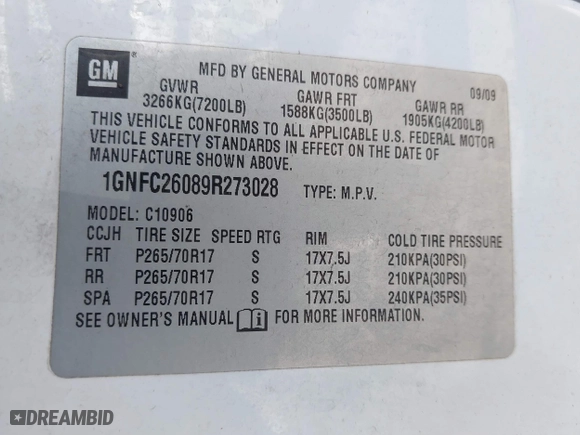 GM
MFD BY GENERAL MOTORS COMPANY 09/09
GVWR GAWR FRT GAWR RR
3266KG(7200LB) 1588KG(3500LB) 1905KG(4200LB)
THIS VEHICLE CONFORMS TO ALL APPLICABLE U.S. FEDERAL MOTOR
VEHICLE SAFETY STANDARDS IN EFFECT ON THE DATE OF
MANUFACTURE SHOWN ABOVE.
1GNFC26089R273028 TYPE: M.P.V.
MODEL: C10906
CCJH TIRE SIZE SPEED RTG RIM COLD TIRE PRESSURE
FRT P265/70R17 S 17X7.5J 210KPA(30PSI)
RR P265/70R17 S 17X7.5J 210KPA(30PSI)
SPA P265/70R17 S 17X7.5J 240KPA(35PSI)
SEE OWNER'S MANUAL FOR MORE INFORMATION.
DREAMBID